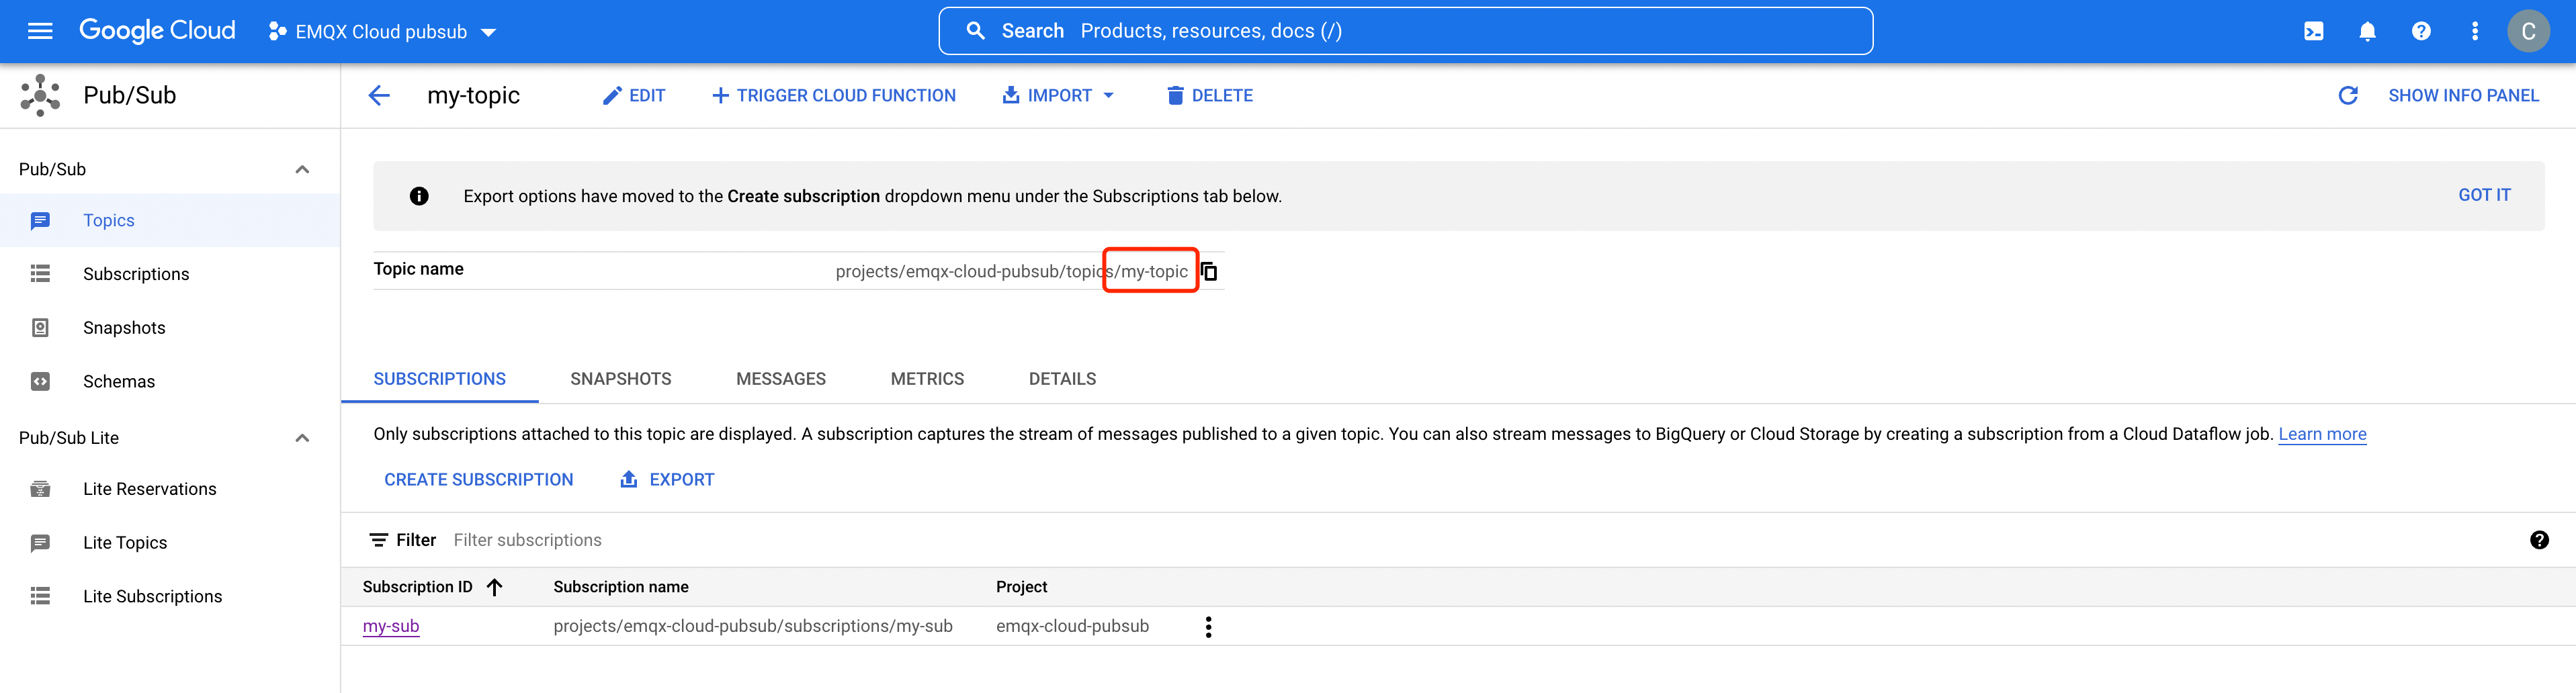 Google Cloud EMQX Cloud pubsub Search Products, resources, docs (/) C
Pub/Sub my-topic EDIT TRIGGER CLOUD FUNCTION IMPORT DELETE SHOW INFO PANEL
Pub/Sub
Topics
Subscriptions
Snapshots
Schemas
Pub/Sub Lite
Lite Reservations
Lite Topics
Lite Subscriptions
Export options have moved to the Create subscription dropdown menu under the Subscriptions tab below. GOT IT
Topic name projects/emqx-cloud-pubsub/topics/my-topic
SUBSCRIPTIONS SNAPSHOTS MESSAGES METRICS DETAILS
Only subscriptions attached to this topic are displayed. A subscription captures the stream of messages published to a given topic. You can also stream messages to BigQuery or Cloud Storage by creating a subscription from a Cloud Dataflow job. Learn more
CREATE SUBSCRIPTION EXPORT
Filter Filter subscriptions
Subscription ID Subscription name Project
my-sub projects/emqx-cloud-pubsub/subscriptions/my-sub emqx-cloud-pubsub